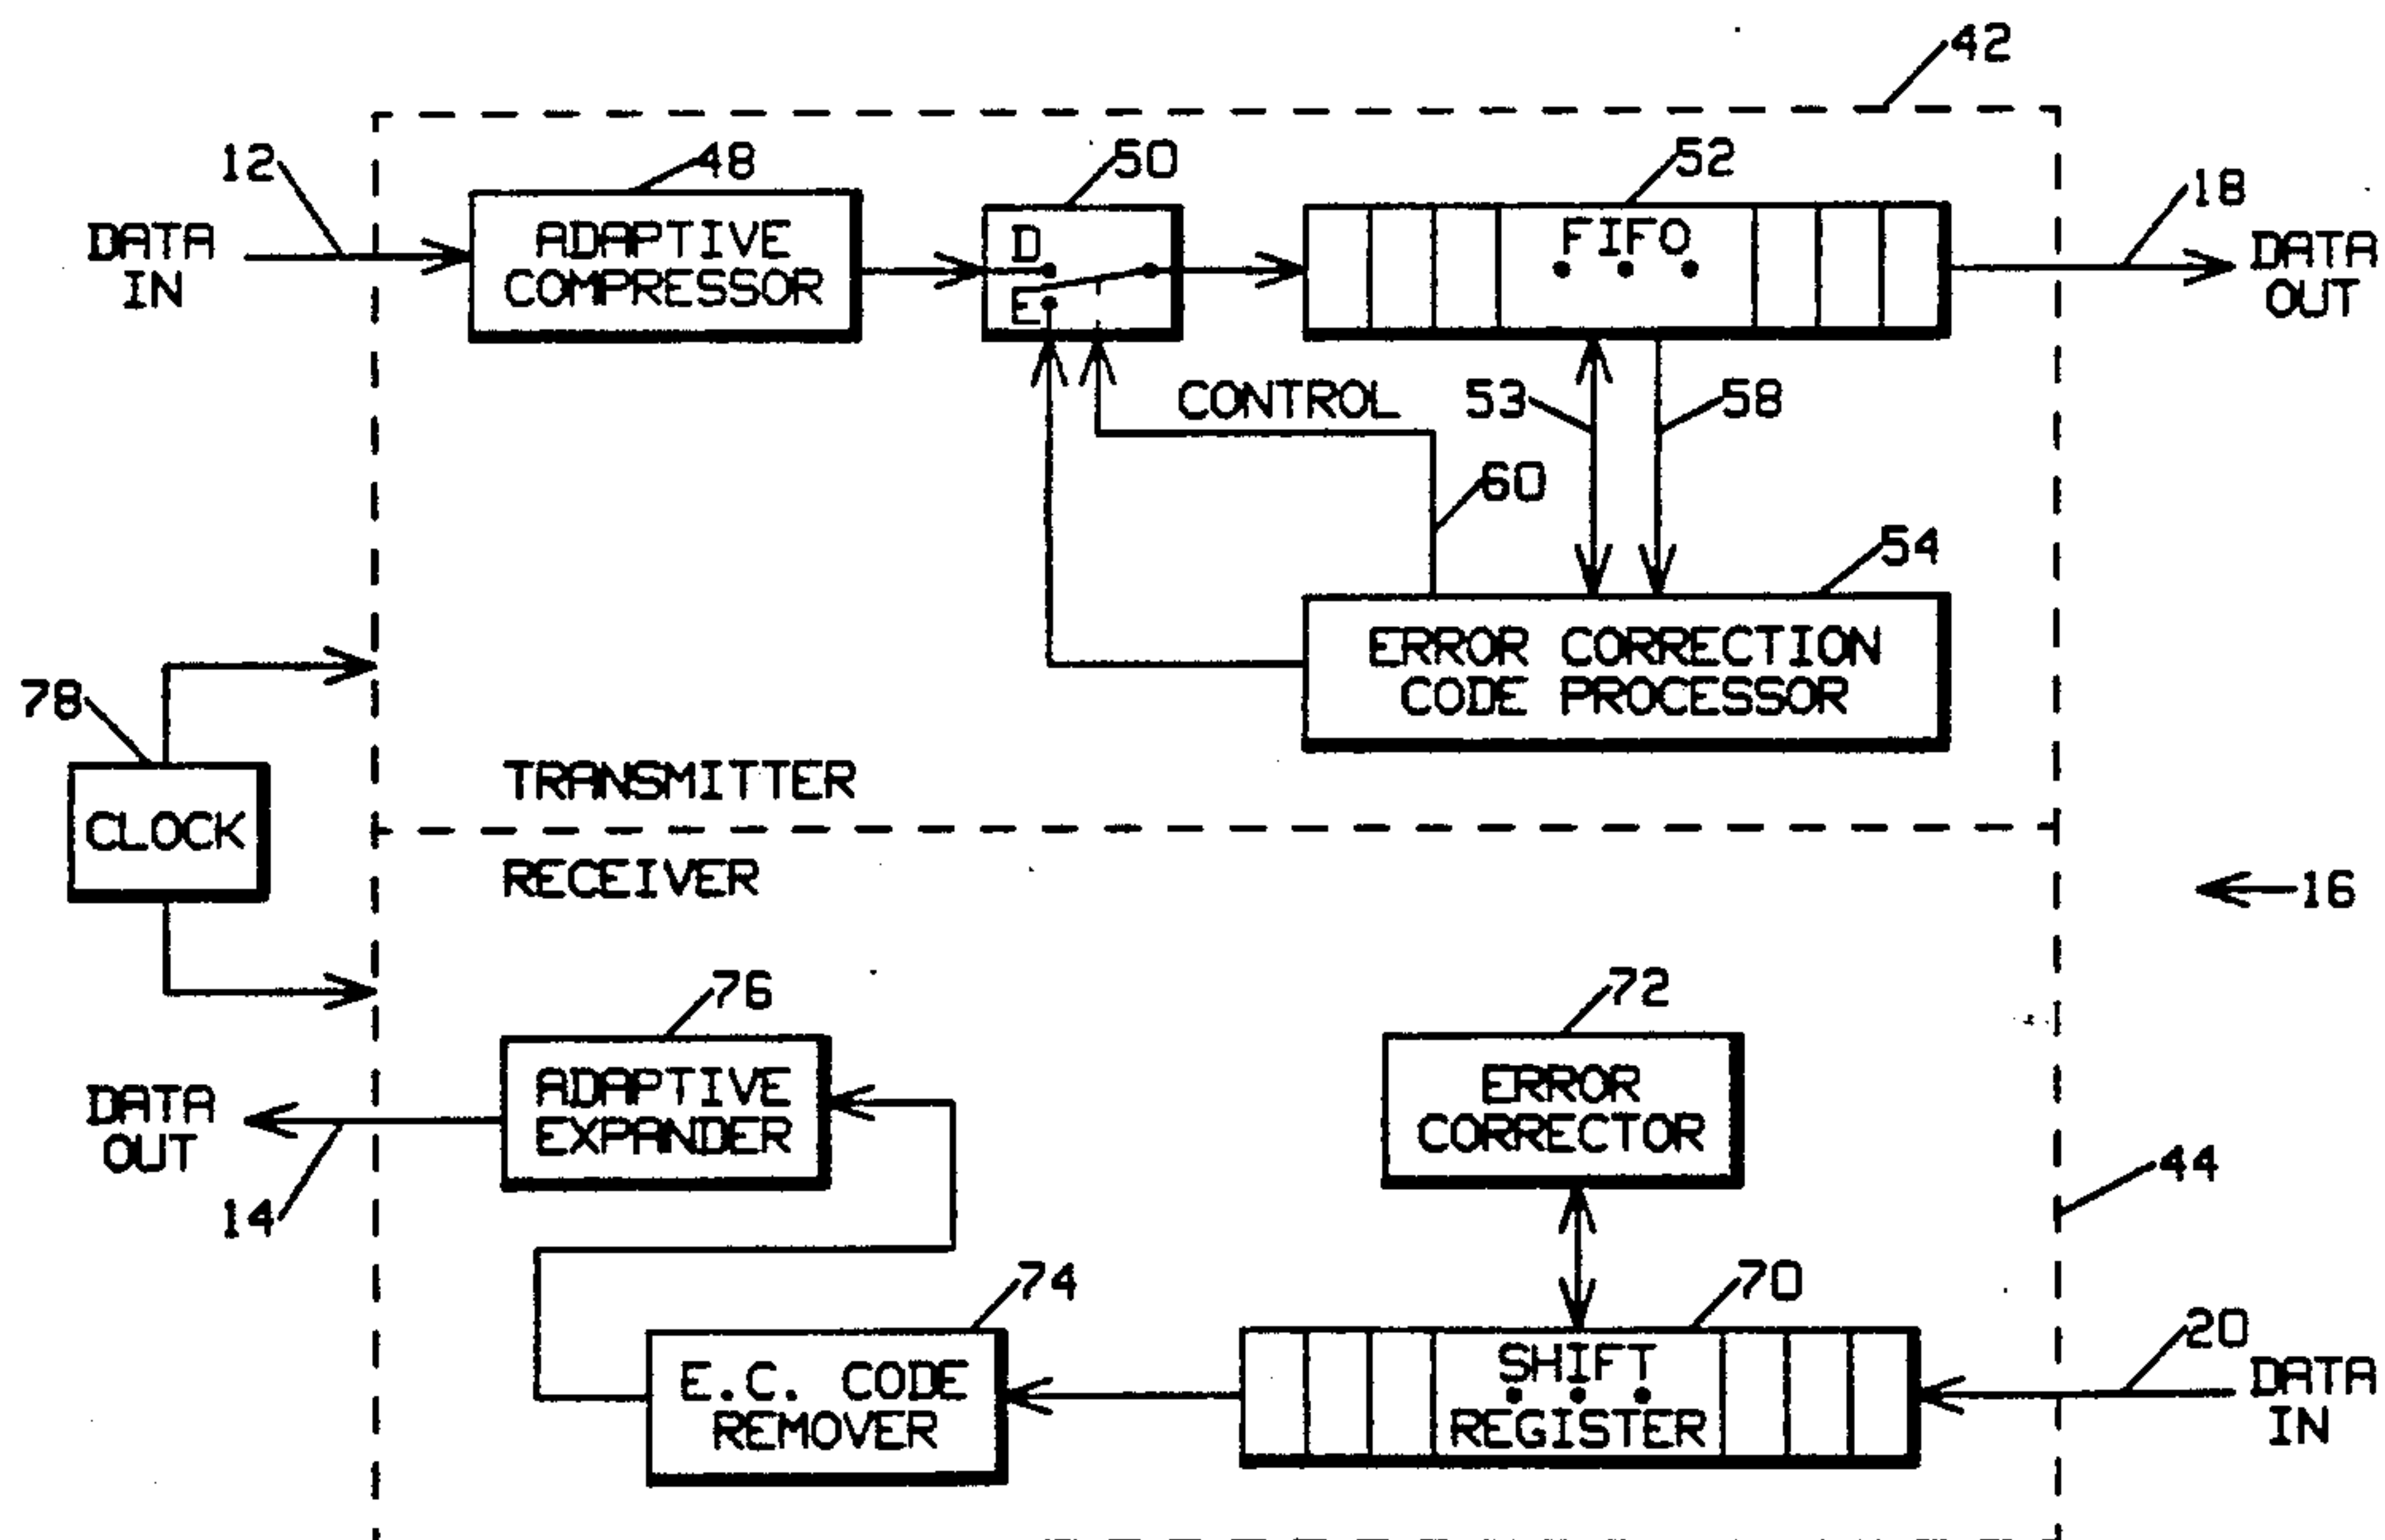 42
12
48
50
52
18
DATA
IN
ADAPTIVE
COMPRESSOR
D
E
FIFO
DATA
OUT
CONTROL
53
58
60
54
ERROR CORRECTION
CODE PROCESSOR
78
CLOCK
TRANSMITTER
RECEIVER
16
76
72
DATA
OUT
ADAPTIVE
EXPANDER
ERROR
CORRECTOR
14
44
74
70
20
E.C. CODE
REMOVER
SHIFT
REGISTER
DATA
IN